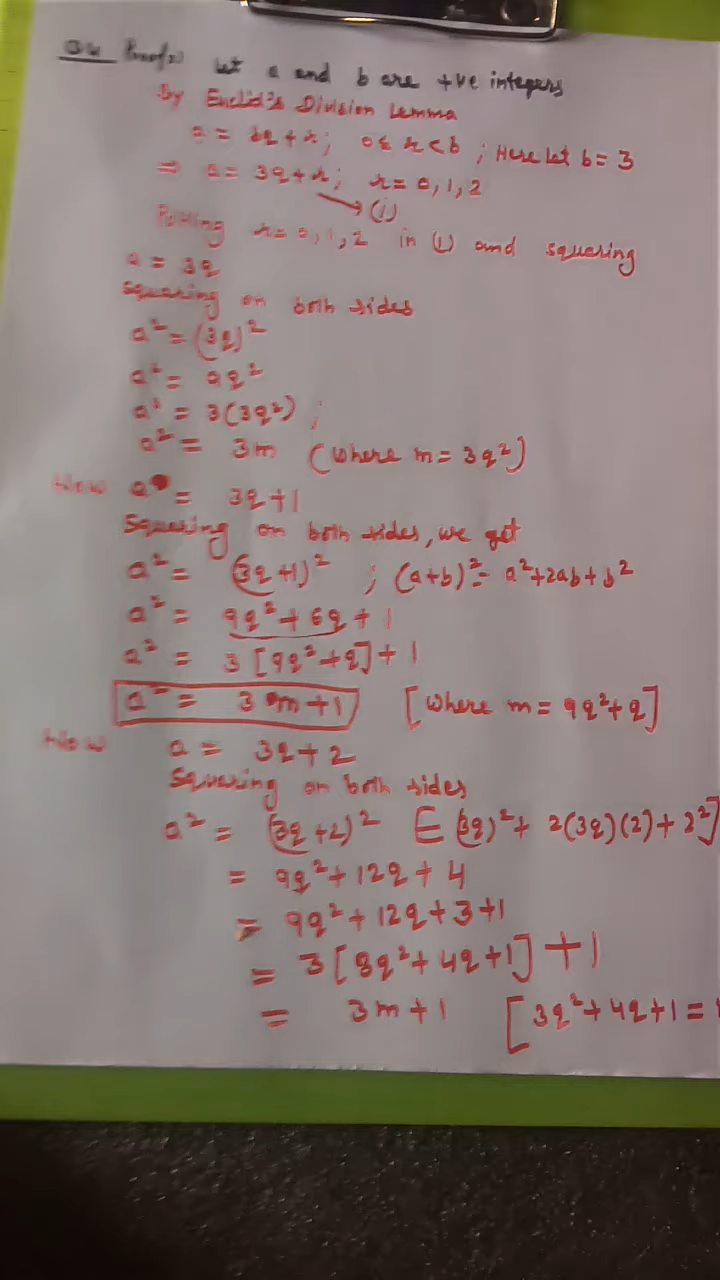 Proof:) Let a and b are +ve integers
By Euclid's Division Lemma
a = bq + r; 0 ≤ r < b ; Here let b = 3
⇒ a = 3q + r; r = 0, 1, 2
→ (i)
Putting r = 0, 1, 2 in (i) and squaring
a = 3q
Squaring on both sides
a² = (3q)²
a² = 9q²
a² = 3(3q²) ;
a² = 3m (where m = 3q²)
Now a = 3q+1
Squaring on both sides, we get
a² = (3q+1)² ; (a+b)² = a²+2ab+b²
a² = 9q²+6q+1
a² = 3[9q²+q]+1
a² = 3m+1 [where m = 9q²+q]
Now a = 3q+2
Squaring on both sides
a² = (3q+2)² [(3q)²+ 2(3q)(2)+2²]
= 9q²+12q+4
= 9q²+12q+3+1
= 3[3q²+4q+1]+1
= 3m+1 [3q²+4q+1 =